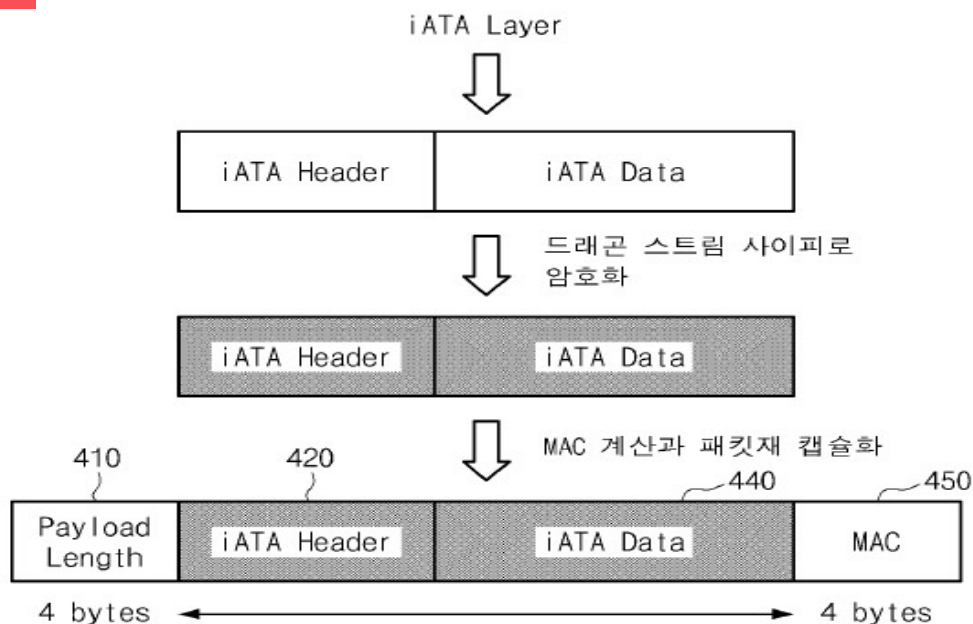 iATA Layer
iATA Header iATA Data
드래곤 스트림 사이피로
암호화
iATA Header iATA Data
MAC 계산과 패킷재 캡슐화
410 420 440 450
Payload
Length
iATA Header iATA Data MAC
4 bytes 4 bytes